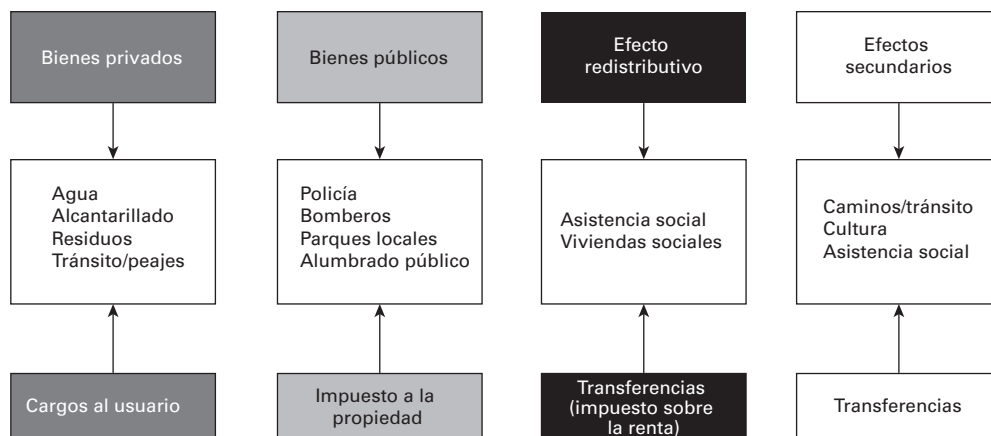 Bienes privados
Bienes públicos
Efecto
redistributivo
Efectos
secundarios
Agua
Alcantarillado
Residuos
Tránsito/peajes
Policía
Bomberos
Parques locales
Alumbrado público
Asistencia social
Viviendas sociales
Caminos/tránsito
Cultura
Asistencia social
Cargos al usuario
Impuesto a la
propiedad
Transferencias
(impuesto sobre
la renta)
Transferencias